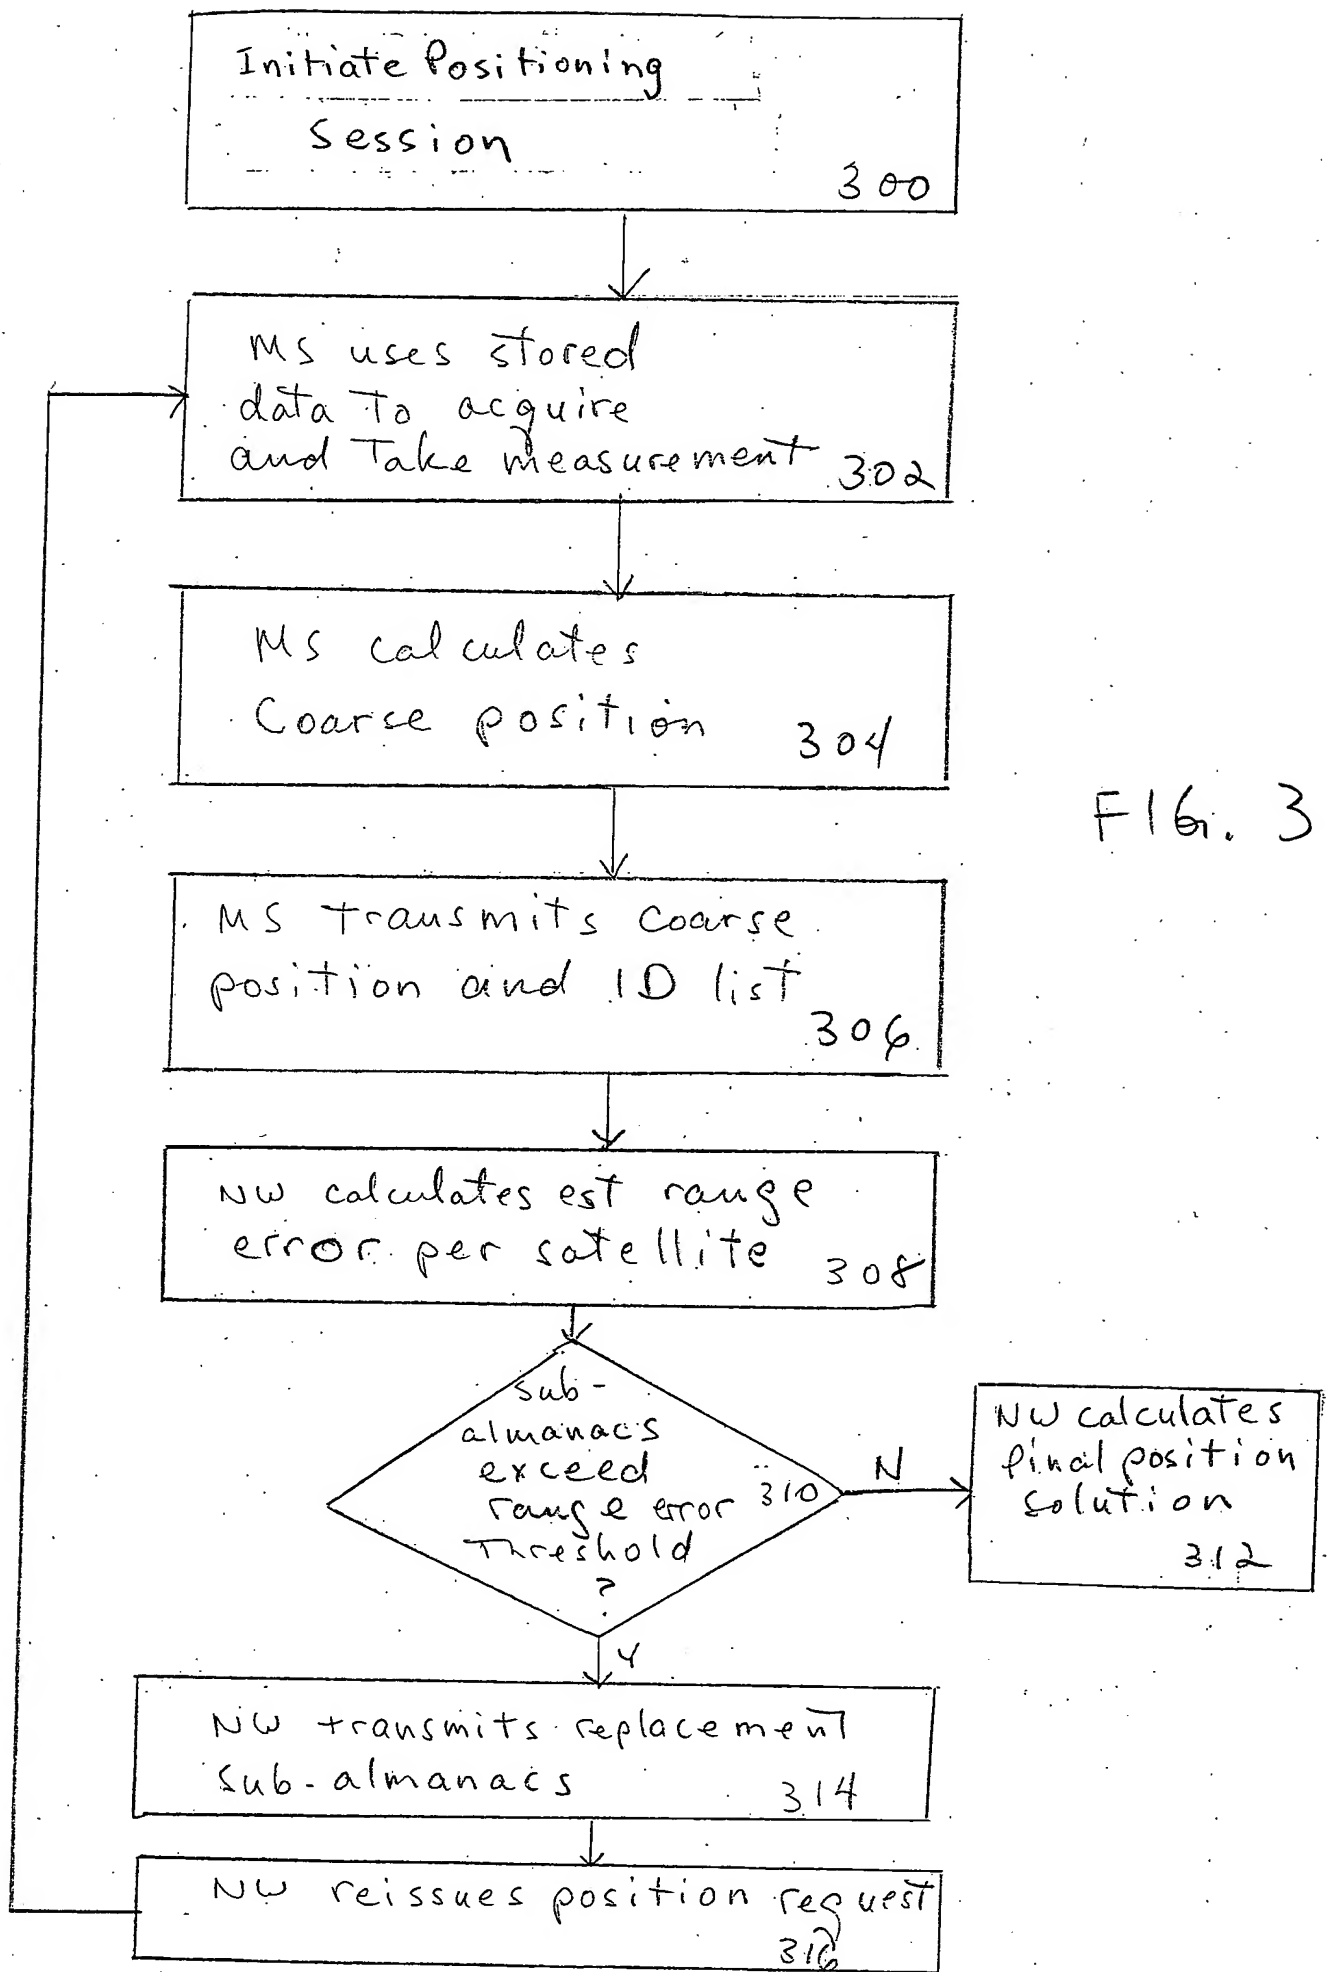 Initiate Positioning
Session
300
MS uses stored
data To acquire
and Take measurement 302
MS calculates
Coarse position 304
FIG. 3
MS transmits coarse
position and ID list
306
NW calculates est range
error per satellite 308
sub-
almanacs
exceed
range error 310
Threshold
?
N
NW calculates
final position
solution
312
Y
NW transmits replacement
sub-almanacs 314
NW reissues position request
316